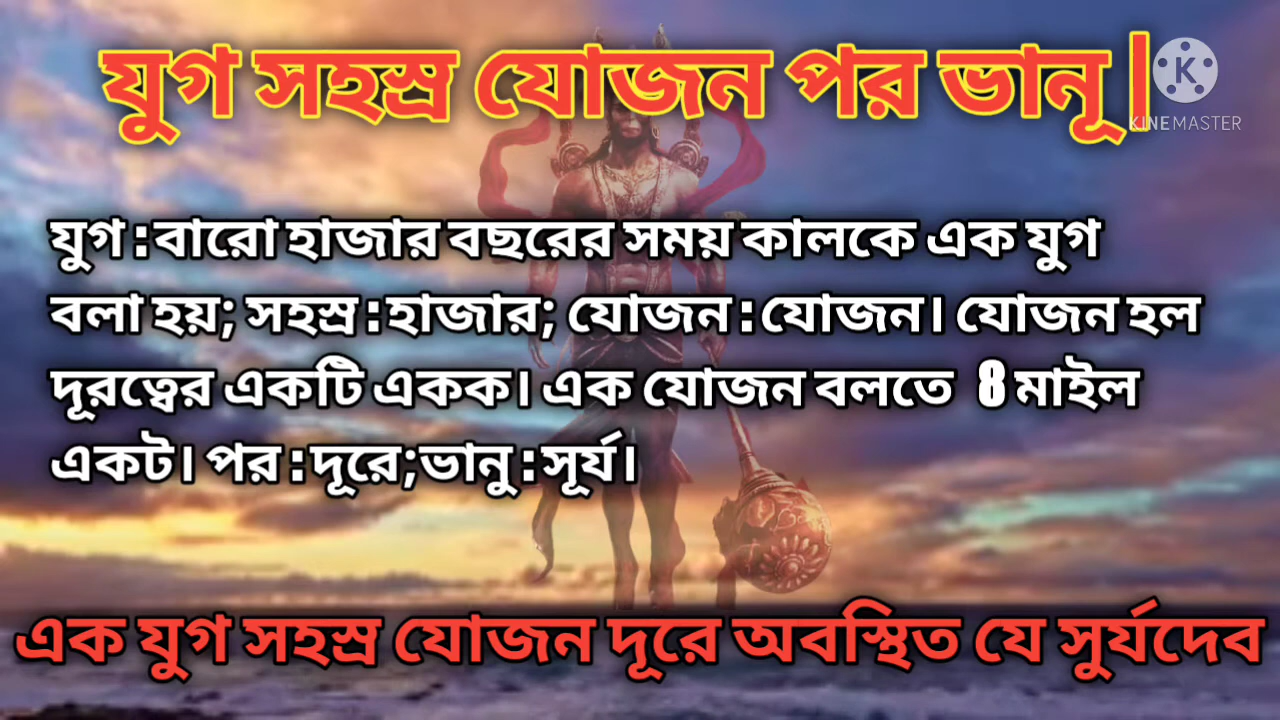 যুগ সহস্র যোজন পর ভানূ |
KINEMASTER
যুগ : বারো হাজার বছরের সময় কালকে এক যুগ
বলা হয়; সহস্র : হাজার; যোজন : যোজন। যোজন হল
দূরত্বের একটি একক। এক যোজন বলতে 8 মাইল
একট। পর : দূরে;ভানু : সূর্য।
এক যুগ সহস্র যোজন দূরে অবস্থিত যে সুর্যদেব